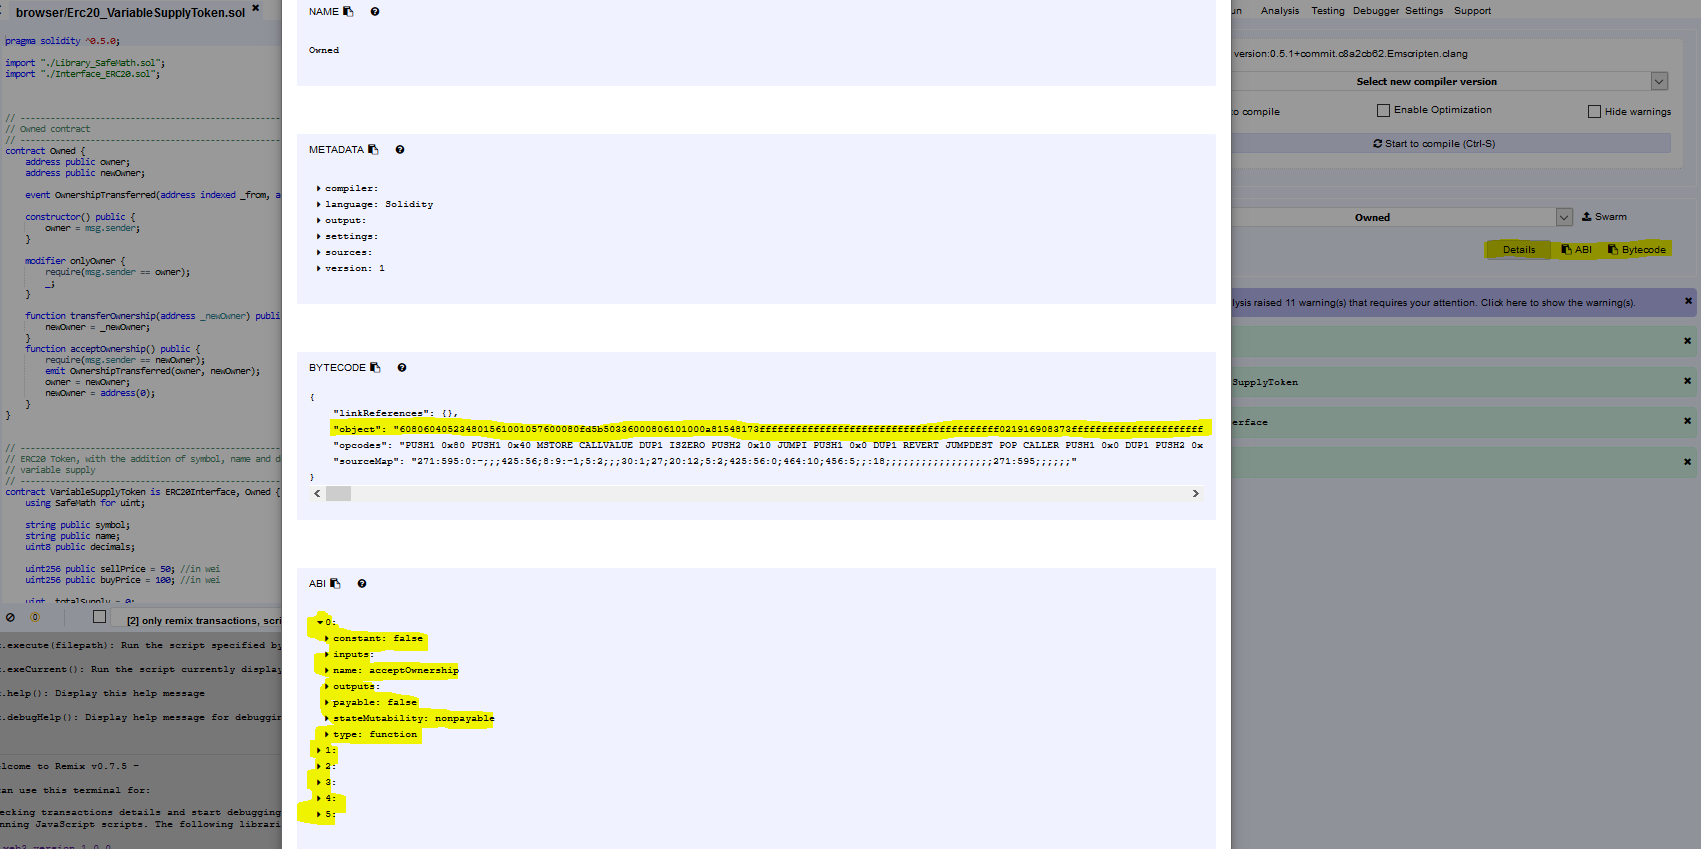 browser/Erc20_VariableSupplyToken.sol
pragma solidity ^0.5.0;
import "./Library_SafeMath.sol";
import "./Interface_ERC20.sol";
// ----------------------------------------------------
// Owned contract
// ----------------------------------------------------
contract Owned {
address public owner;
address public newOwner;
event OwnershipTransferred(address indexed _from, a
constructor() public {
owner = msg.sender;
}
modifier onlyOwner {
require(msg.sender == owner);
_;
}
function transferOwnership(address _newOwner) publi
newOwner = _newOwner;
}
function acceptOwnership() public {
require(msg.sender == newOwner);
emit OwnershipTransferred(owner, newOwner);
owner = newOwner;
newOwner = address(0);
}
}
// ----------------------------------------------------
// ERC20 Token, with the addition of symbol, name and d
// variable supply
// ----------------------------------------------------
contract VariableSupplyToken is ERC20Interface, Owned {
using SafeMath for uint;
string public symbol;
string public name;
uint8 public decimals;
uint256 public sellPrice = 50; //in wei
uint256 public buyPrice = 100; //in wei
uint _totalSupply = 0;
0
[2] only remix transactions, scri
.execute(filepath): Run the script specified by
.exeCurrent(): Run the script currently display
.help(): Display this help message
.debugHelp(): Display help message for debuggin
lcome to Remix v0.7.5 -
an use this terminal for:
ecking transactions details and start debugging
nning JavaScript scripts. The following librari
web3 version 1.0.0
NAME
Owned
METADATA
compiler:
language: Solidity
output:
settings:
sources:
version: 1
BYTECODE
{
"linkReferences": {},
"object": "608060405234801561001057600080fd5b50336000806101000a81548173ffffffffffffffffffffffffffffffffffffffff021916908373ffffffffffffffffffffff
"opcodes": "PUSH1 0x80 PUSH1 0x40 MSTORE CALLVALUE DUP1 ISZERO PUSH2 0x10 JUMPI PUSH1 0x0 DUP1 REVERT JUMPDEST POP CALLER PUSH1 0x0 DUP1 PUSH2 0x
"sourceMap": "271:595:0:-;;;425:56;8:9:-1;5:2;;;30:1;27;20:12;5:2;425:56:0;464:10;456:5;;:18;;;;;;;;;;;;;;;;;;271:595;;;;;;"
}
ABI
0:
constant: false
inputs:
name: acceptOwnership
outputs:
payable: false
stateMutability: nonpayable
type: function
1:
2:
3:
4:
5:
un Analysis Testing Debugger Settings Support
version:0.5.1+commit.c8a2cb62.Emscripten.clang
Select new compiler version
to compile Enable Optimization Hide warnings
Start to compile (Ctrl-S)
Owned Swarm
Details ABI Bytecode
lysis raised 11 warning(s) that requires your attention. Click here to show the warning(s).
SupplyToken
erface